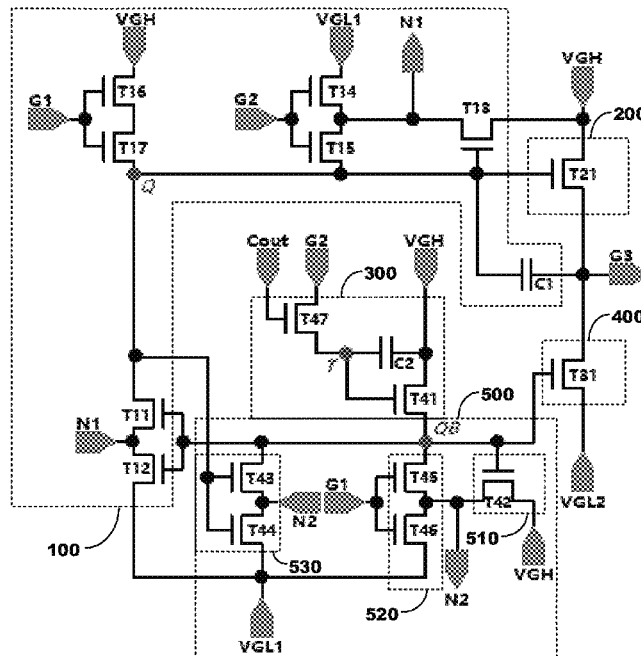 VGH
VGL1
N1
VGH
G1
T16
G2
T14
T13
200
T17
T15
T21
Q
Cout
G2
VGH
300
G3
C1
T47
400
T
C2
T41
T31
500
T11
QB
N1
T12
T43
G1
T45
T42
N2
VGL2
T44
T46
510
100
530
N2
VGH
520
VGL1